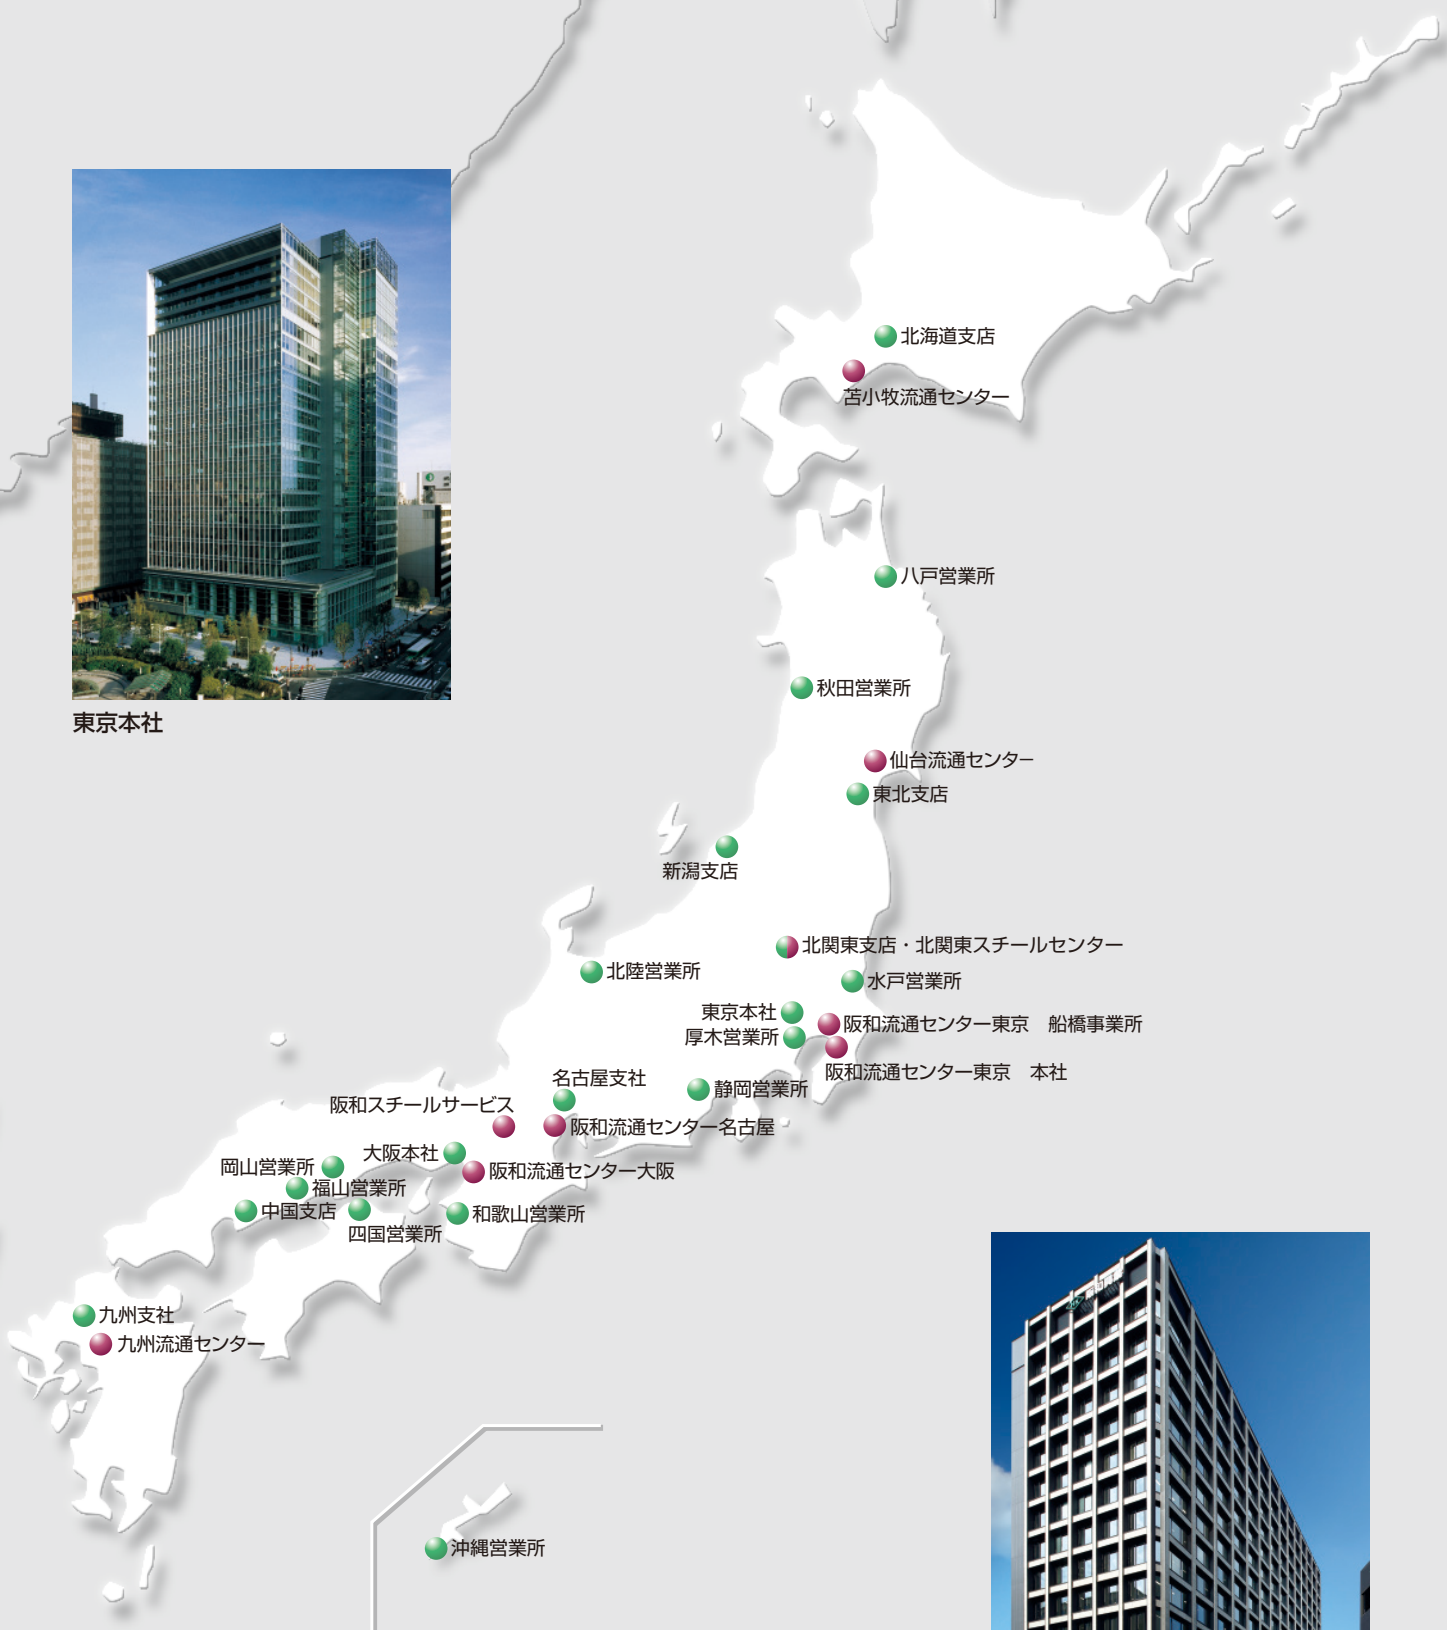 北海道支店
苫小牧流通センター
八戸営業所
東京本社
秋田営業所
仙台流通センター
東北支店
新潟支店
北関東支店・北関東スチールセンター
北陸営業所
水戸営業所
東京本社
阪和流通センター東京　船橋事業所
厚木営業所
阪和流通センター東京　本社
名古屋支社
静岡営業所
阪和スチールサービス
阪和流通センター名古屋
大阪本社
岡山営業所
阪和流通センター大阪
福山営業所
中国支店
和歌山営業所
四国営業所
九州支社
九州流通センター
沖縄営業所